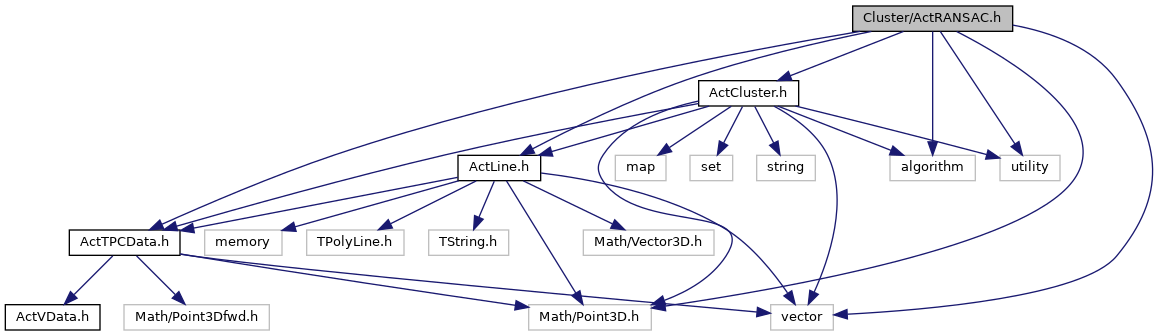 Cluster/ActRANSAC.h
ActCluster.h
ActLine.h
map
set
string
algorithm
utility
ActTPCData.h
memory
TPolyLine.h
TString.h
Math/Vector3D.h
ActVData.h
Math/Point3Dfwd.h
Math/Point3D.h
vector